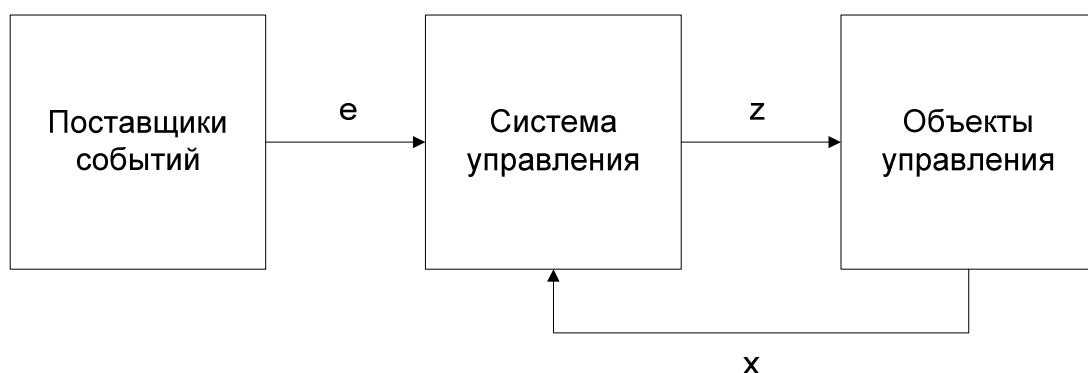 Поставщики
событий
e
Система
управления
z
Объекты
управления
x